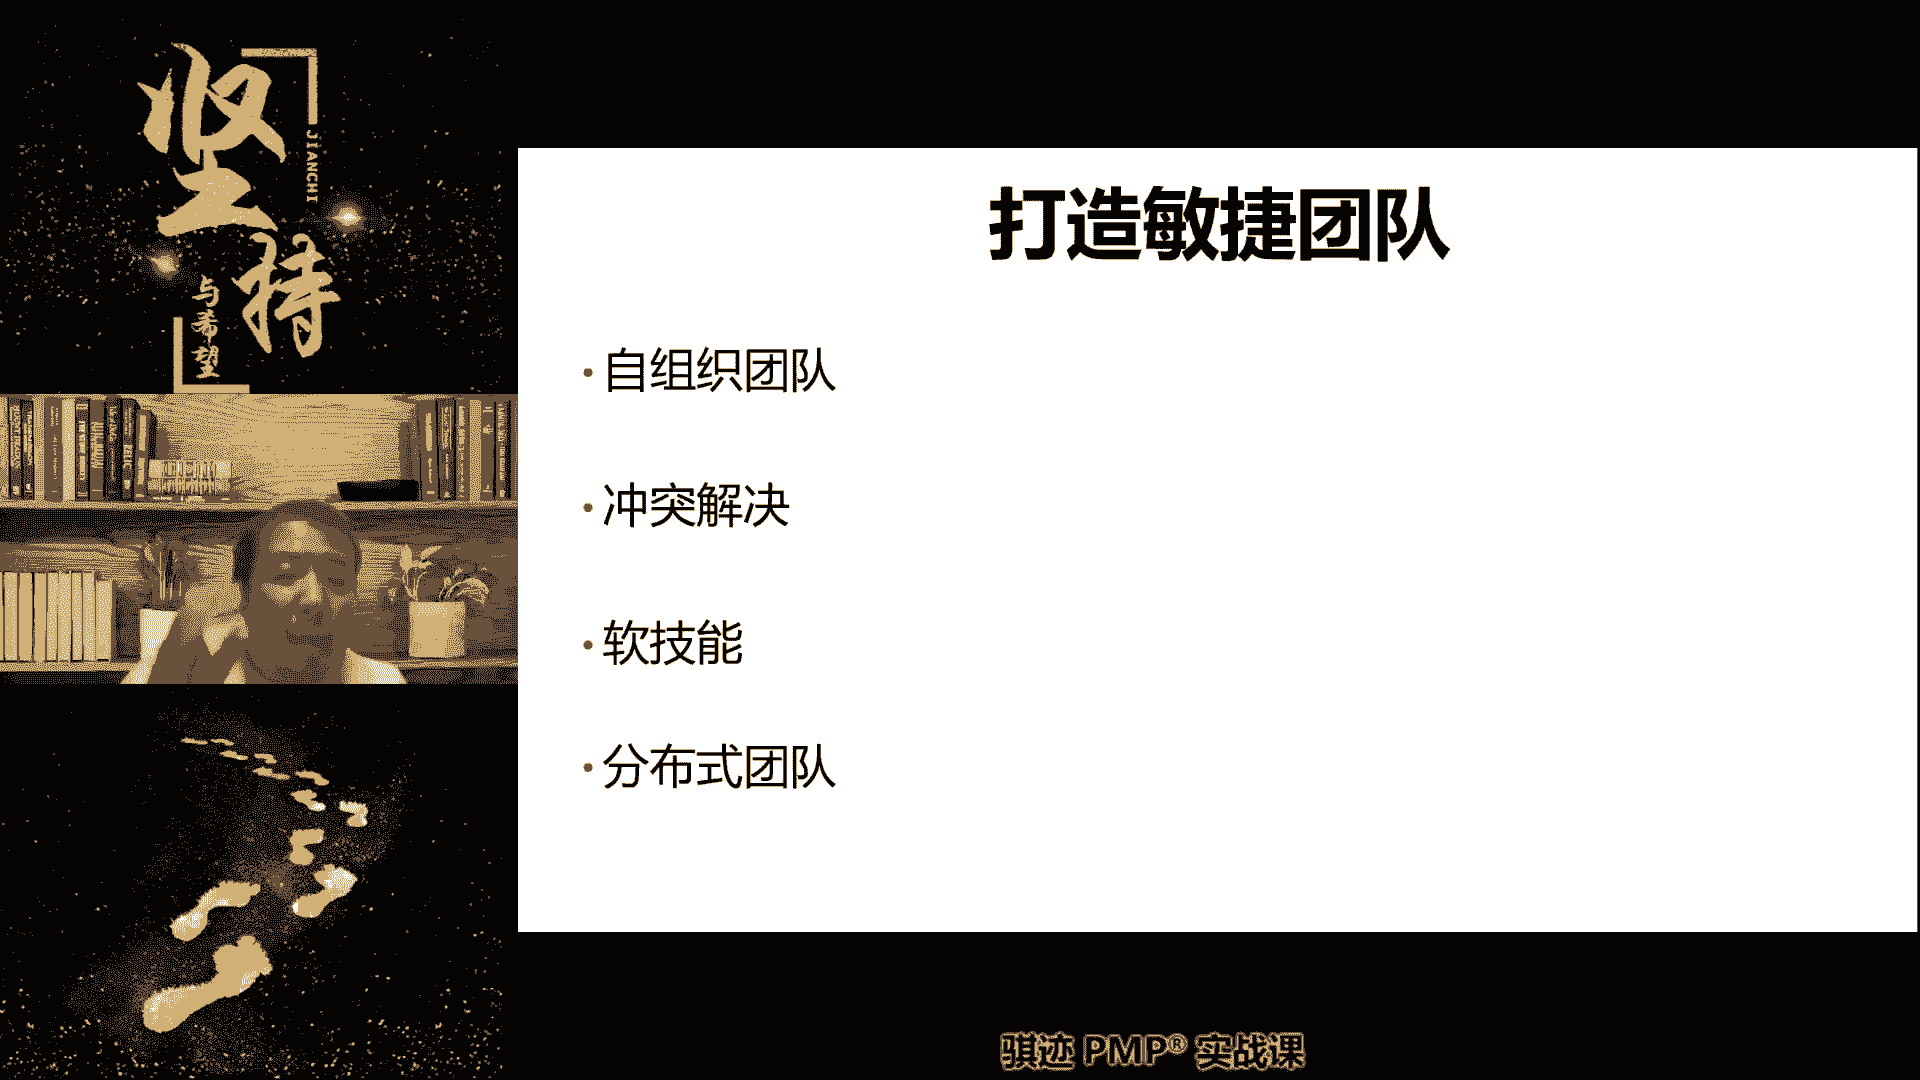 坚持
JIANCHI
与希望
打造敏捷团队
• 自组织团队
• 冲突解决
• 软技能
• 分布式团队
骐迹 PMP® 实战课